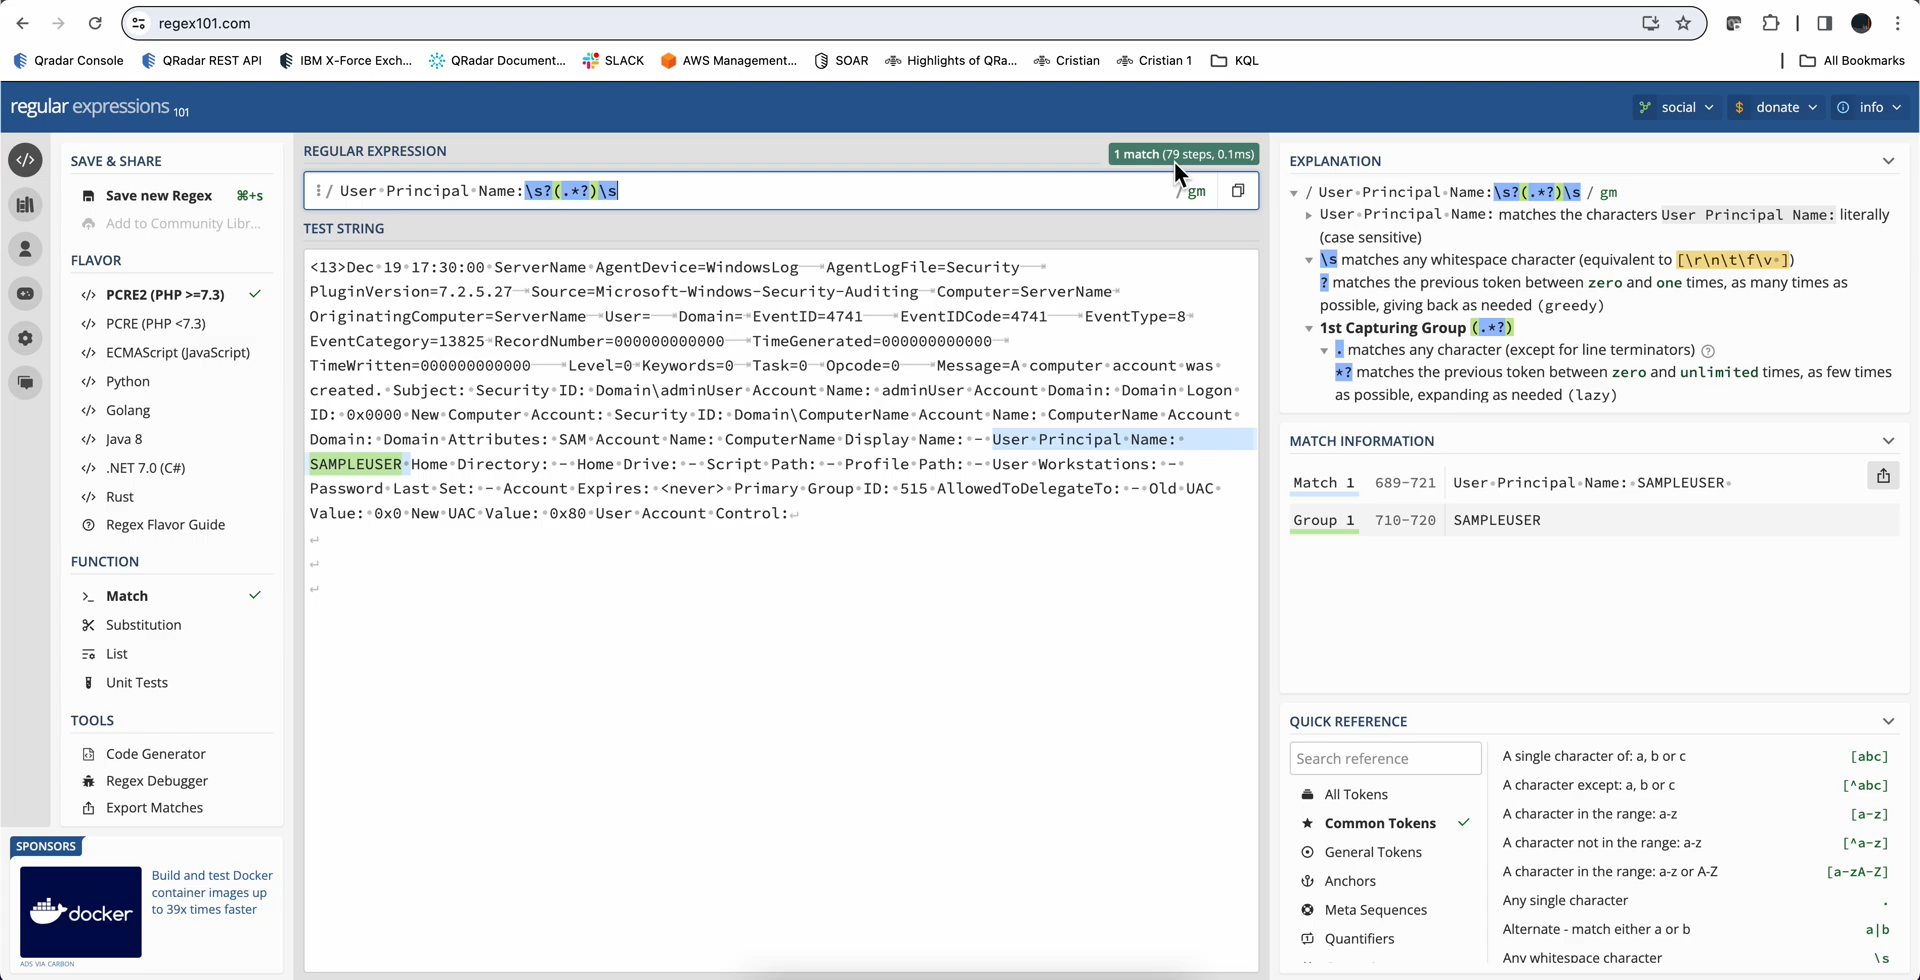 regex101.com
Qradar Console
QRadar REST API
IBM X-Force Exch...
QRadar Document...
SLACK
AWS Management...
SOAR
Highlights of QRa...
Cristian
Cristian 1
KQL
All Bookmarks
regular expressions 101
social
$ donate
info
SAVE & SHARE
Save new Regex ⌘+s
Add to Community Libr...
FLAVOR
</> PCRE2 (PHP >=7.3)
</> PCRE (PHP <7.3)
</> ECMAScript (JavaScript)
</> Python
</> Golang
</> Java 8
</> .NET 7.0 (C#)
</> Rust
Regex Flavor Guide
FUNCTION
Match
Substitution
List
Unit Tests
TOOLS
Code Generator
Regex Debugger
Export Matches
SPONSORS
docker
Build and test Docker
container images up
to 39x times faster
ADS VIA CARBON
REGULAR EXPRESSION
1 match (79 steps, 0.1ms)
/ User·Principal·Name:\s?(.*?)\s / gm
TEST STRING
<13>Dec·19·17:30:00·ServerName·AgentDevice=WindowsLog AgentLogFile=Security
PluginVersion=7.2.5.27 Source=Microsoft-Windows-Security-Auditing Computer=ServerName
OriginatingComputer=ServerName User= Domain= EventID=4741 EventIDCode=4741 EventType=8
EventCategory=13825 RecordNumber=000000000000 TimeGenerated=000000000000
TimeWritten=000000000000 Level=0 Keywords=0 Task=0 Opcode=0 Message=A·computer·account·was·
created.·Subject:·Security·ID:·Domain\adminUser·Account·Name:·adminUser·Account·Domain:·Domain·Logon·
ID:·0x0000·New·Computer·Account:·Security·ID:·Domain\ComputerName·Account·Name:·ComputerName·Account·
Domain:·Domain·Attributes:·SAM·Account·Name:·ComputerName·Display·Name:·-·User·Principal·Name:·
SAMPLEUSER·Home·Directory:·-·Home·Drive:·-·Script·Path:·-·Profile·Path:·-·User·Workstations:·-·
Password·Last·Set:·-·Account·Expires:·<never>·Primary·Group·ID:·515·AllowedToDelegateTo:·-·Old·UAC·
Value:·0x0·New·UAC·Value:·0x80·User·Account·Control:
EXPLANATION
/ User·Principal·Name:\s?(.*?)\s / gm
User·Principal·Name: matches the characters User Principal Name: literally
(case sensitive)
\s matches any whitespace character (equivalent to [\r\n\t\f\v·])
? matches the previous token between zero and one times, as many times as
possible, giving back as needed (greedy)
1st Capturing Group (.*?)
. matches any character (except for line terminators)
*? matches the previous token between zero and unlimited times, as few times
as possible, expanding as needed (lazy)
MATCH INFORMATION
Match 1 689-721 User·Principal·Name:·SAMPLEUSER·
Group 1 710-720 SAMPLEUSER
QUICK REFERENCE
Search reference
All Tokens
Common Tokens
General Tokens
Anchors
Meta Sequences
Quantifiers
A single character of: a, b or c [abc]
A character except: a, b or c [^abc]
A character in the range: a-z [a-z]
A character not in the range: a-z [^a-z]
A character in the range: a-z or A-Z [a-zA-Z]
Any single character .
Alternate - match either a or b a|b
Any whitespace character \s